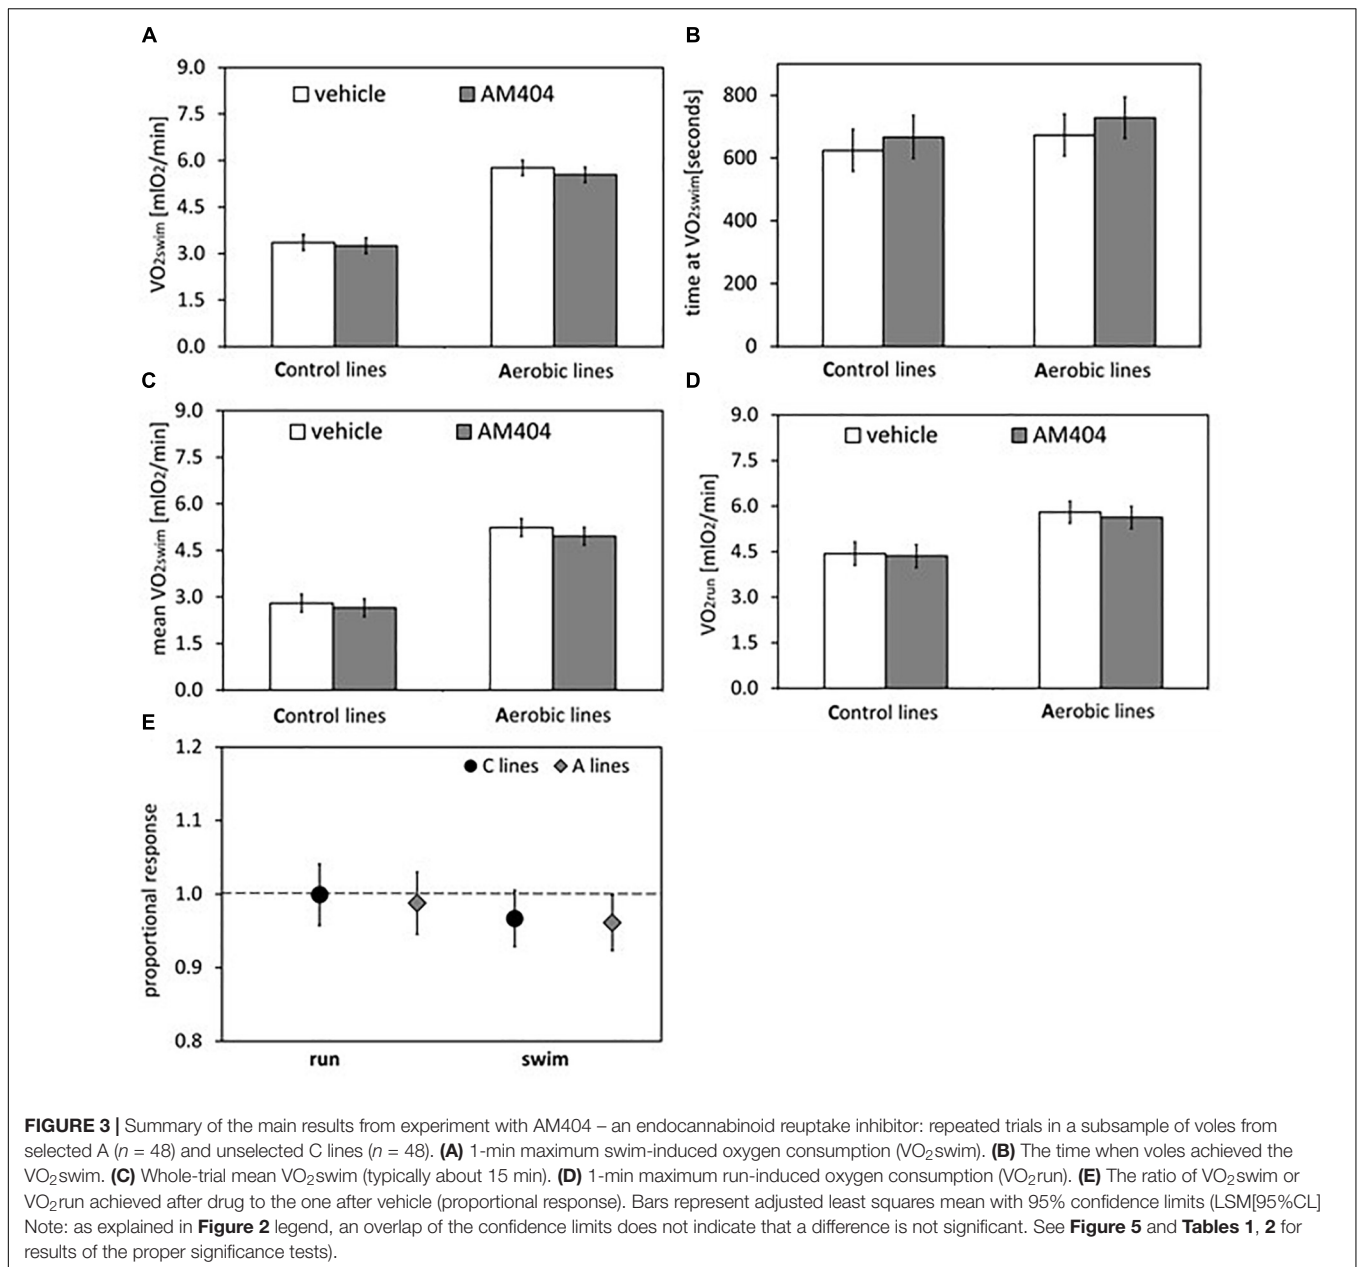 A
9.0
7.5
6.0
4.5
3.0
1.5
0.0
VO2swim [mlO2/min]
vehicle
AM404
Control lines
Aerobic lines
B
800
600
400
200
0
time at VO2swim[seconds]
Control lines
Aerobic lines
C
9.0
7.5
6.0
4.5
3.0
1.5
0.0
mean VO2swim [mlO2/min]
vehicle
AM404
Control lines
Aerobic lines
D
9.0
7.5
6.0
4.5
3.0
1.5
0.0
VO2run [mlO2/min]
vehicle
AM404
Control lines
Aerobic lines
E
1.2
1.1
1.0
0.9
0.8
proportional response
C lines
A lines
run
swim
FIGURE 3 | Summary of the main results from experiment with AM404 – an endocannabinoid reuptake inhibitor: repeated trials in a subsample of voles from
selected A (n = 48) and unselected C lines (n = 48). (A) 1-min maximum swim-induced oxygen consumption (VO2swim). (B) The time when voles achieved the
VO2swim. (C) Whole-trial mean VO2swim (typically about 15 min). (D) 1-min maximum run-induced oxygen consumption (VO2run). (E) The ratio of VO2swim or
VO2run achieved after drug to the one after vehicle (proportional response). Bars represent adjusted least squares mean with 95% confidence limits (LSM[95%CL]
Note: as explained in Figure 2 legend, an overlap of the confidence limits does not indicate that a difference is not significant. See Figure 5 and Tables 1, 2 for
results of the proper significance tests).